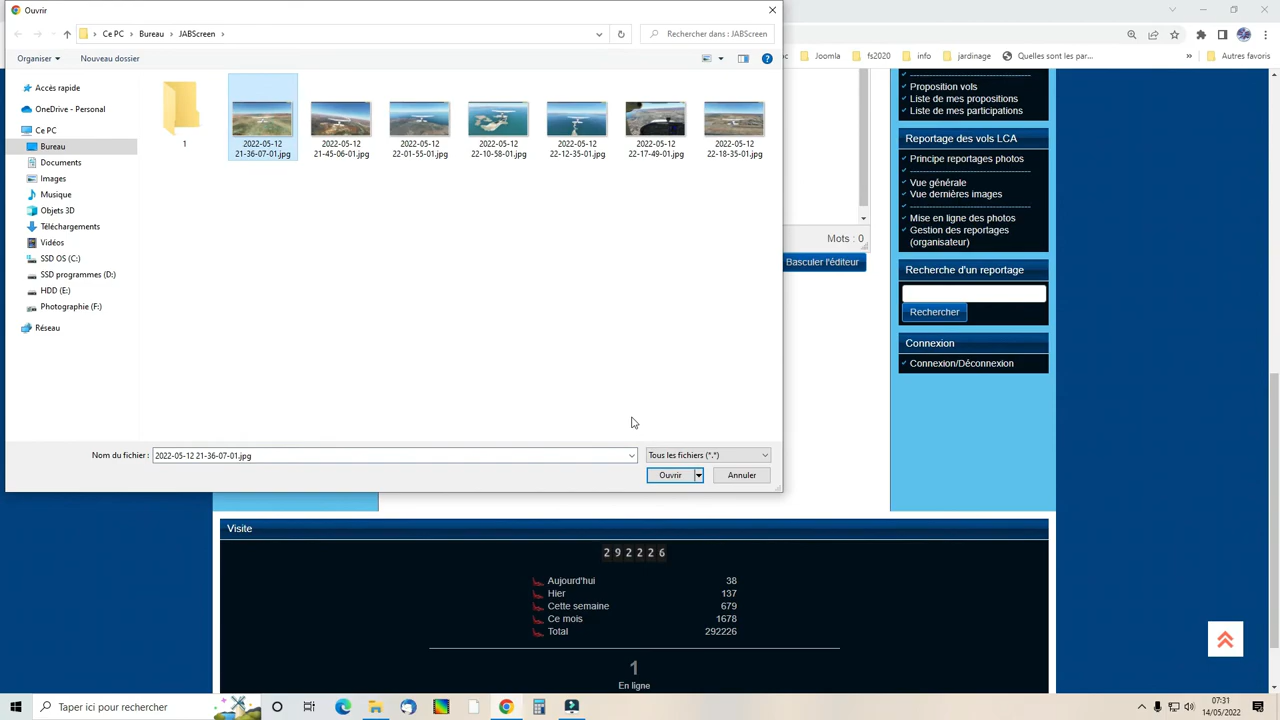 Ouvrir
Ce PC
Bureau
JABScreen
Rechercher dans : JABScreen
Organiser
Nouveau dossier
Accès rapide
OneDrive - Personal
Ce PC
Bureau
Documents
Images
Musique
Objets 3D
Téléchargements
Vidéos
SSD OS (C:)
SSD programmes (D:)
HDD (E:)
Photographie (F:)
Réseau
1
2022-05-12
21-36-07-01.jpg
2022-05-12
21-45-06-01.jpg
2022-05-12
22-01-55-01.jpg
2022-05-12
22-10-58-01.jpg
2022-05-12
22-12-35-01.jpg
2022-05-12
22-17-49-01.jpg
2022-05-12
22-18-35-01.jpg
Nom du fichier :
2022-05-12 21-36-07-01.jpg
Tous les fichiers (*.*)
Ouvrir
Annuler
Joomla
fs2020
info
jardinage
Quelles sont les par...
»
Autres favoris
Mots : 0
Basculer l'éditeur
------------------------------------
Proposition vols
Liste de mes propositions
Liste de mes participations
Reportage des vols LCA
Principe reportages photos
------------------------------------
Vue générale
Vue dernières images
------------------------------------
Mise en ligne des photos
Gestion des reportages
(organisateur)
Recherche d'un reportage
Rechercher
Connexion
Connexion/Déconnexion
Visite
292226
Aujourd'hui 38
Hier 137
Cette semaine 679
Ce mois 1678
Total 292226
1
En ligne
Taper ici pour rechercher
07:31
14/05/2022